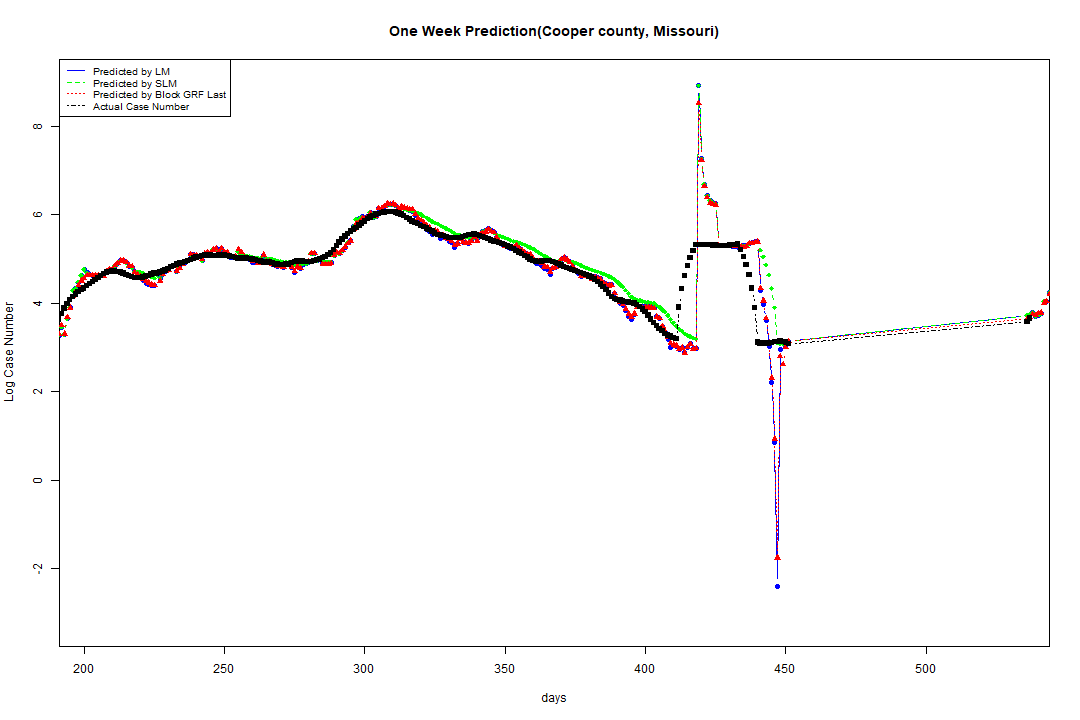 One Week Prediction(Cooper county, Missouri)
Predicted by LM
Predicted by SLM
Predicted by Block GRF Last
Actual Case Number
Log Case Number
8
6
4
2
0
-2
200 250 300 350 400 450 500
days